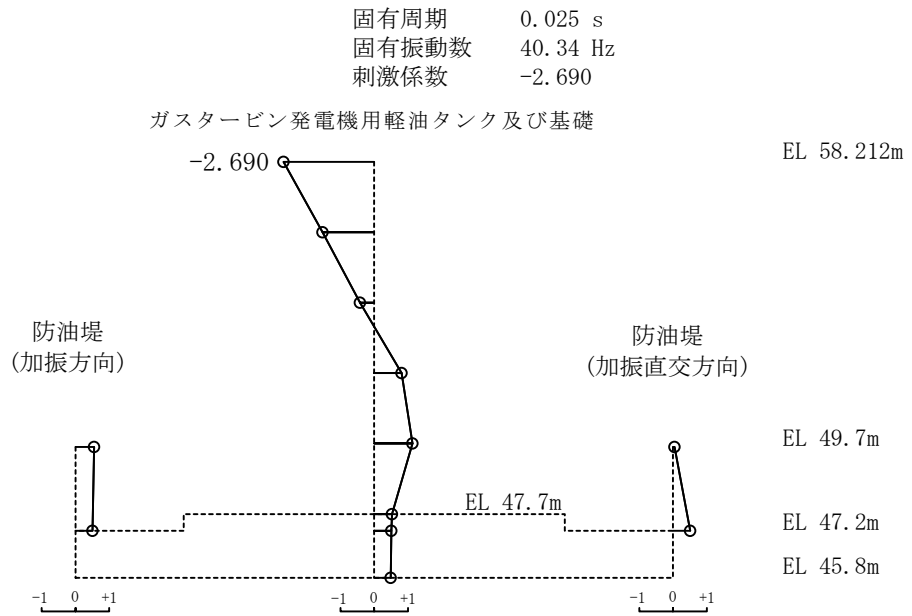 固有周期 0.025 s
固有振動数 40.34 Hz
刺激係数 -2.690
ガスタービン発電機用軽油タンク及び基礎
-2.690
EL 58.212m
防油堤
(加振方向)
防油堤
(加振直交方向)
EL 49.7m
EL 47.7m
EL 47.2m
EL 45.8m
-1 0 +1
-1 0 +1
-1 0 +1